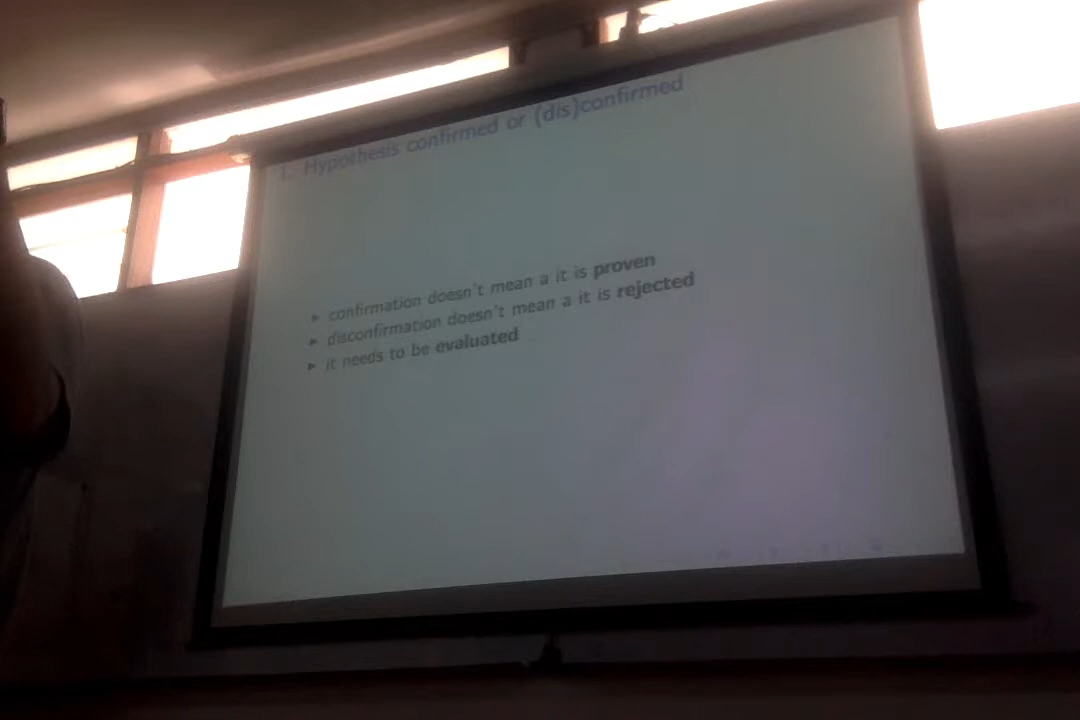 1. Hypothesis confirmed or (dis)confirmed
confirmation doesn't mean a it is proven
disconfirmation doesn't mean a it is rejected
it needs to be evaluated